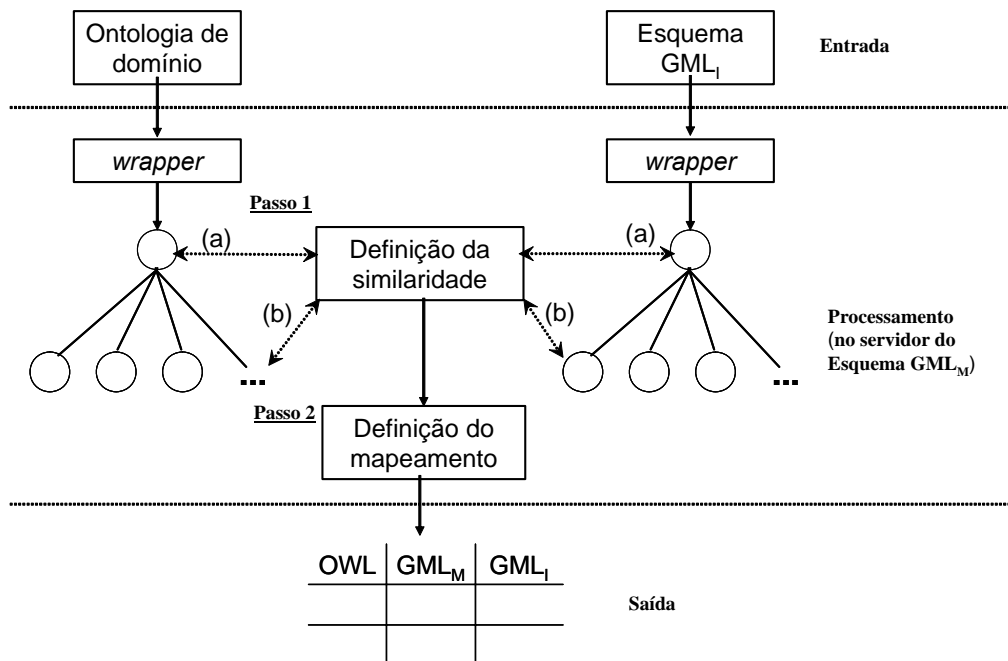 Ontologia de
domínio
Esquema
GML_I
Entrada
wrapper
wrapper
Passo 1
(a)
(a)
Definição da
similaridade
(b)
(b)
...
...
Processamento
(no servidor do
Esquema GML_M)
Passo 2
Definição do
mapeamento
OWL GML_M GML_I
Saída